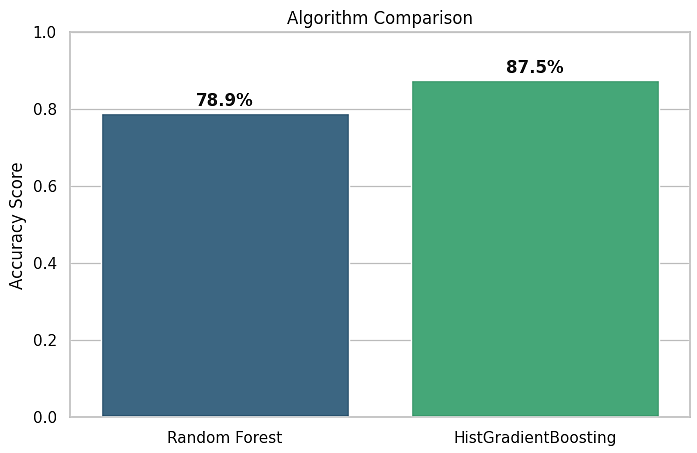 Algorithm Comparison
1.0
0.8
0.6
0.4
0.2
0.0
Accuracy Score
78.9%
87.5%
Random Forest
HistGradientBoosting